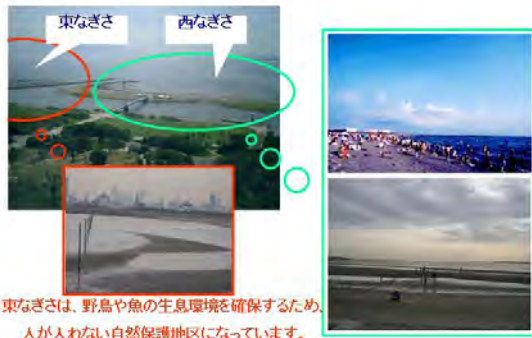 東なぎさ
西なぎさ
東なぎさは、野鳥や魚の生息環境を確保するため、
人が入れない自然保護地区になっています。